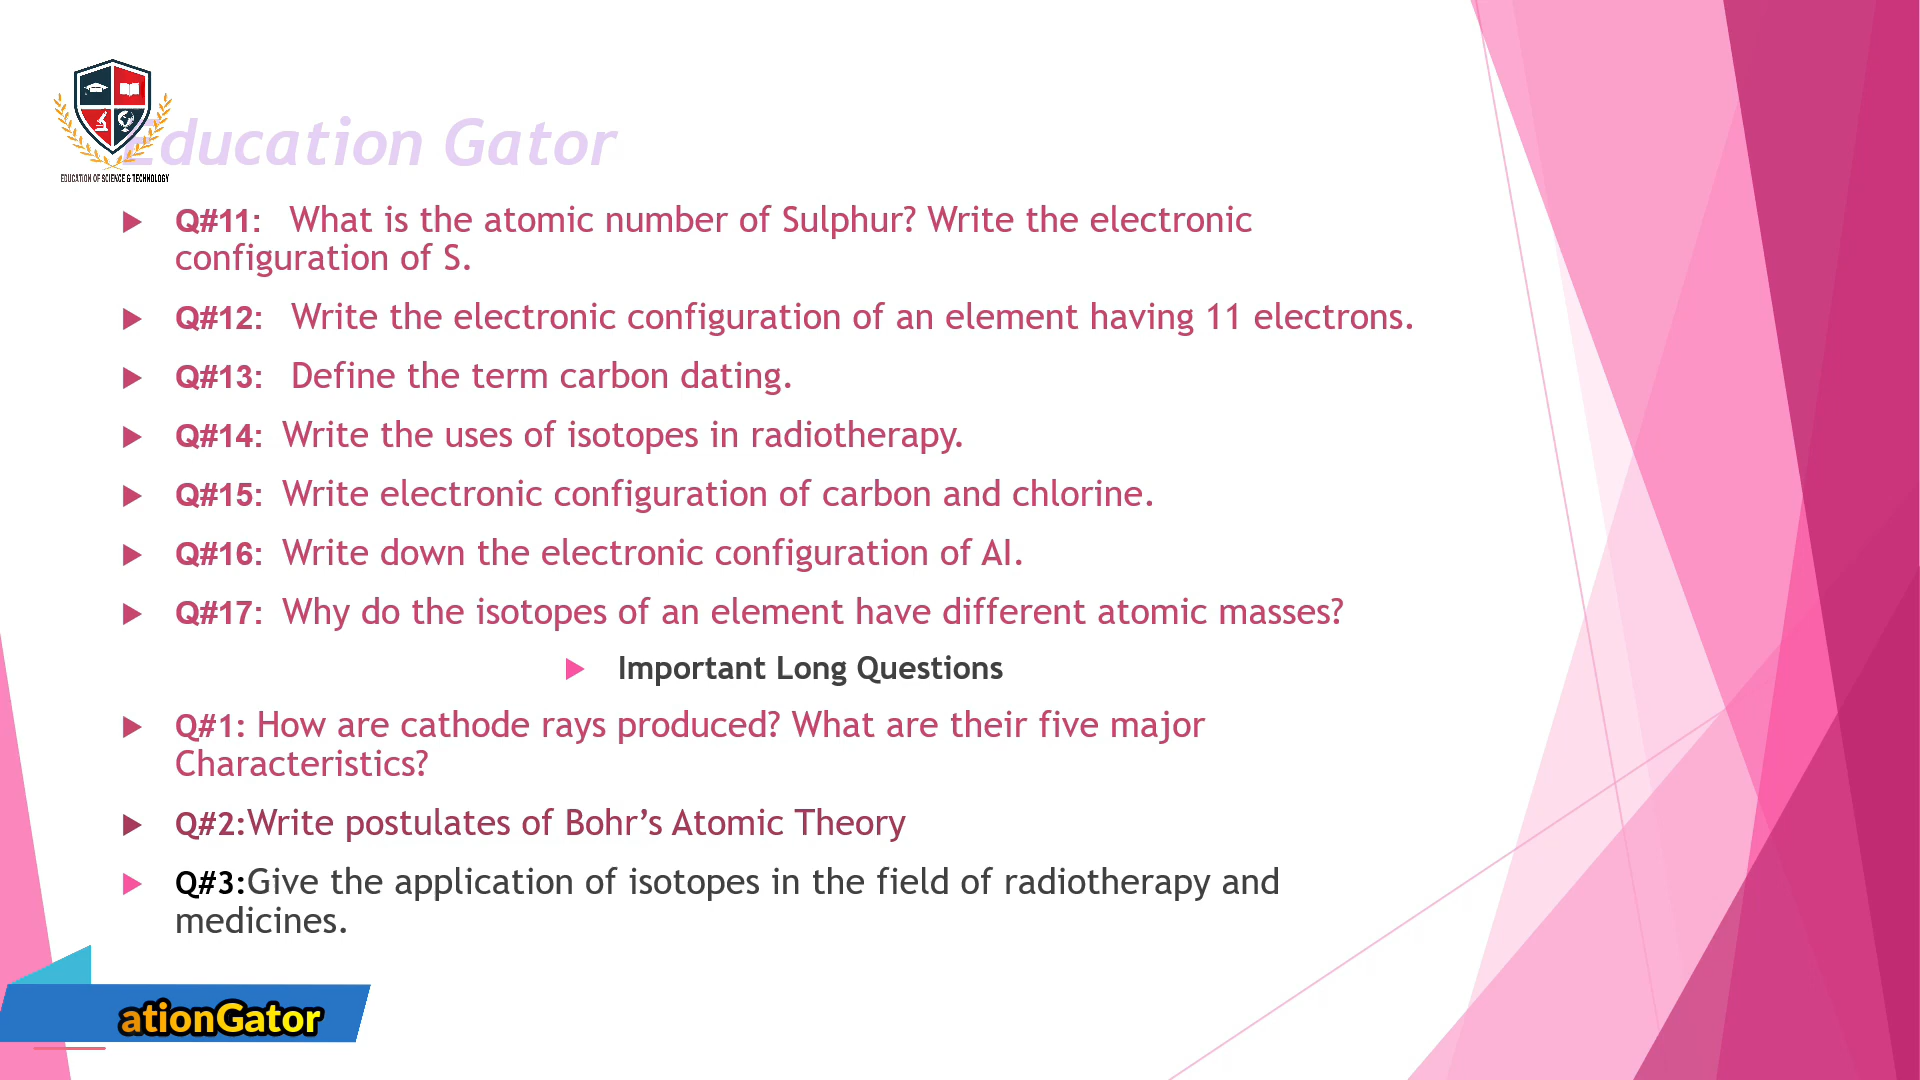 Education Gator
EDUCATION OF SCIENCE & TECHNOLOGY
Q#11: What is the atomic number of Sulphur? Write the electronic
configuration of S.
Q#12: Write the electronic configuration of an element having 11 electrons.
Q#13: Define the term carbon dating.
Q#14: Write the uses of isotopes in radiotherapy.
Q#15: Write electronic configuration of carbon and chlorine.
Q#16: Write down the electronic configuration of AI.
Q#17: Why do the isotopes of an element have different atomic masses?
Important Long Questions
Q#1: How are cathode rays produced? What are their five major
Characteristics?
Q#2:Write postulates of Bohr’s Atomic Theory
Q#3:Give the application of isotopes in the field of radiotherapy and
medicines.
ationGator